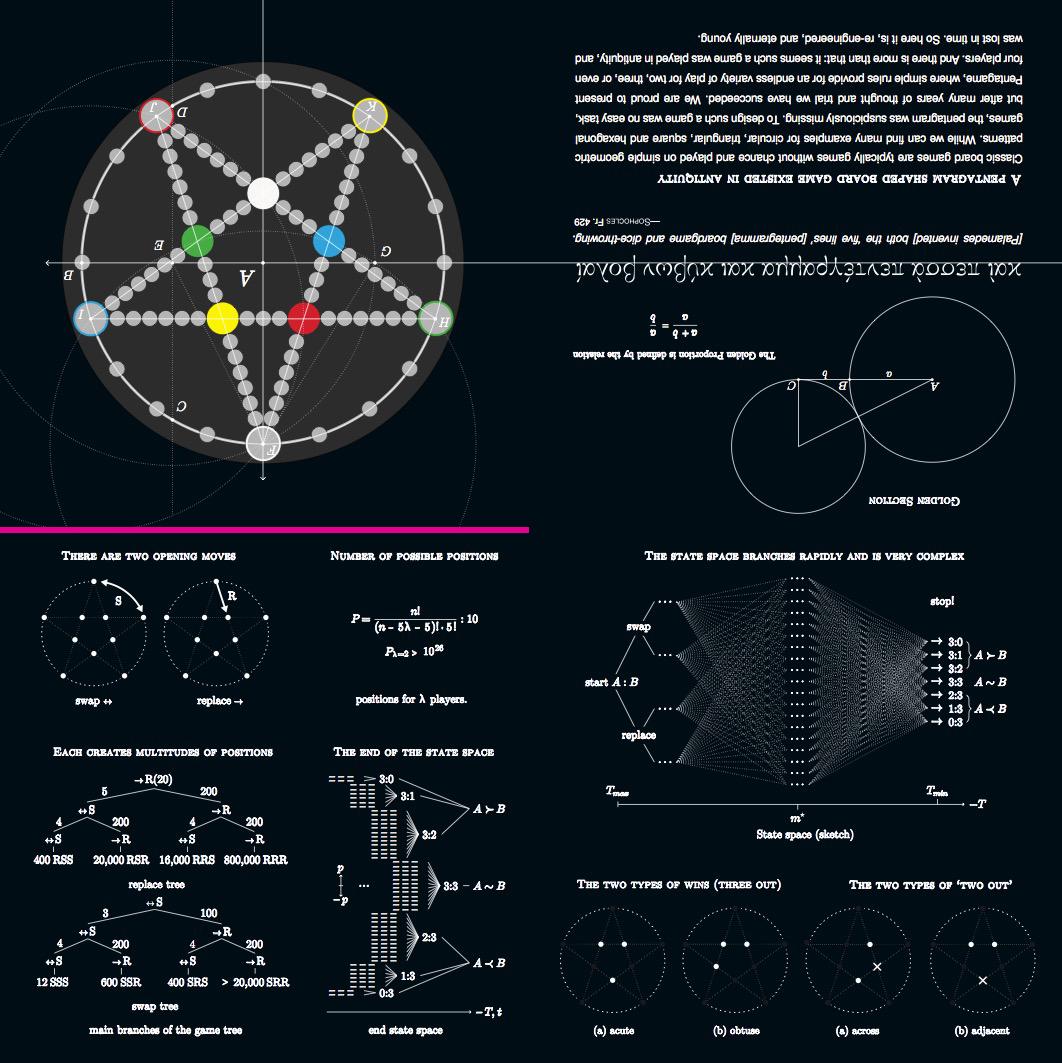 GOLDEN SECTION
A
a
B
b
C
The Golden Proportion is defined by the relation
a + b / a = a / b
καὶ πεσσὰ πεντέγραμμα καὶ κύβων βολαί
[Palamedes invented] both the 'five lines' [pentegramma] boardgame and dice-throwing.
—SOPHOCLES Fr. 429
A PENTAGRAM SHAPED BOARD GAME EXISTED IN ANTIQUITY
Classic board games are typically games without chance and played on simple geometric
patterns. While we can find many examples for circular, triangular, square and hexagonal
games, the pentagram was suspiciously missing. To design such a game was no easy task,
but after many years of thought and trial we have succeeded. We are proud to present
Pentagame, where simple rules provide for an endless variety of play for two, three, or even
four players. And there is more than that: it seems such a game was played in antiquity, and
was lost in time. So here it is, re-engineered, and eternally young.
F
C
H
I
B
A
G
E
K
D
J
THERE ARE TWO OPENING MOVES
S
R
swap ↔
replace →
NUMBER OF POSSIBLE POSITIONS
P = n! / (n − 5λ − 5)! · 5! : 10
Pλ=2 > 10^26
positions for λ players.
EACH CREATES MULTITUDES OF POSITIONS
→R(20)
5 200
↔S →R
4 200 4 200
↔S →R ↔S →R
400 RSS 20,000 RSR 16,000 RRS 800,000 RRR
replace tree
↔S
3 100
↔S →R
4 200 4 200
↔S →R ↔S →R
12 SSS 600 SSR 400 SRS > 20,000 SRR
swap tree
main branches of the game tree
THE END OF THE STATE SPACE
3:0
3:1
A ≻ B
3:2
p
−p
...
3:3 − A ∼ B
2:3
A ≺ B
1:3
0:3
−T, t
end state space
THE STATE SPACE BRANCHES RAPIDLY AND IS VERY COMPLEX
stop!
swap
start A : B
replace
→ 3:0
→ 3:1 A ≻ B
→ 3:2
→ 3:3 A ∼ B
→ 2:3
→ 1:3 A ≺ B
→ 0:3
Tmax Tmin −T
m*
State space (sketch)
THE TWO TYPES OF WINS (THREE OUT)
(a) acute
(b) obtuse
THE TWO TYPES OF 'TWO OUT'
(a) across
(b) adjacent